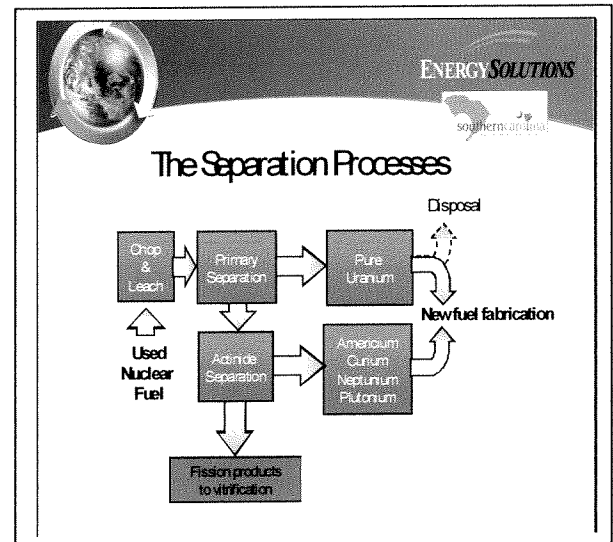 ENERGYSOLUTIONS
southerncarolina
The Separation Processes
Disposal
Chop
&
Leach
Primary
Separation
Pure
Uranium
New fuel fabrication
Used
Nuclear
Fuel
Actinide
Separation
Americium
Curium
Neptunium
Plutonium
Fission products
to vitrification